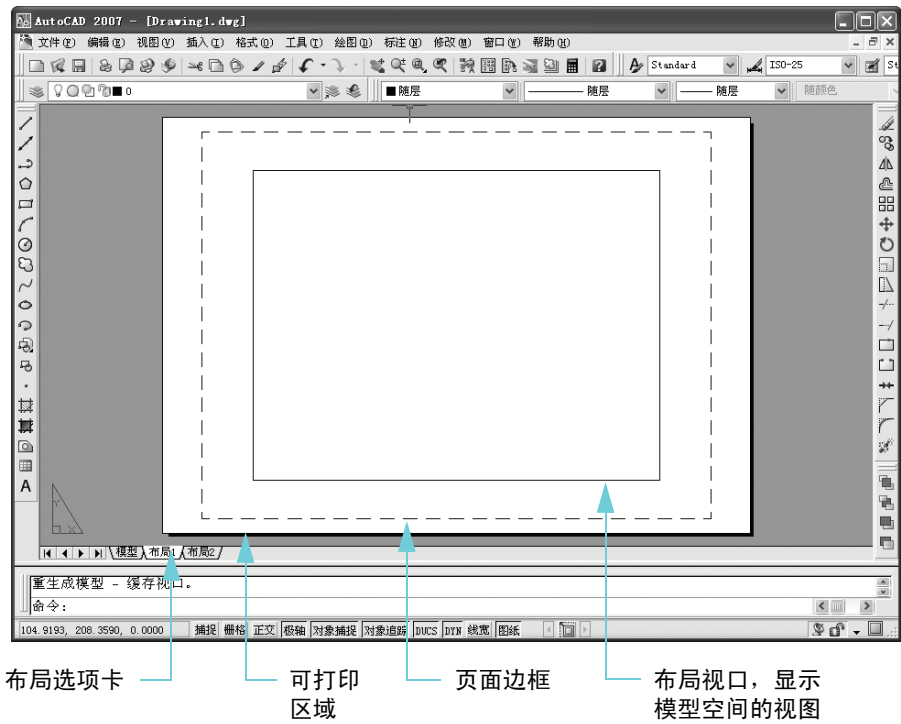 AutoCAD 2007 - [Drawing1.dwg]
文件(F) 编辑(E) 视图(V) 插入(I) 格式(O) 工具(T) 绘图(D) 标注(N) 修改(M) 窗口(W) 帮助(H)
Standard ISO-25 St
0 随层 随层 随层 随颜色
A
Y
X
模型 布局1 布局2
重生成模型 - 缓存视口。
命令:
104.9193, 208.3590, 0.0000 捕捉 栅格 正交 极轴 对象捕捉 对象追踪 DUCS DYN 线宽 图纸
布局选项卡
可打印
区域
页面边框
布局视口，显示
模型空间的视图